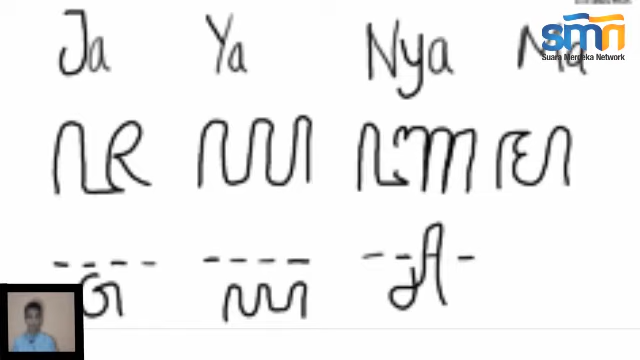 Ja Ya Nya Ma
ꦗ ꦪ ꦚ ꦩ
꧀ꦗ ꧀ꦪ ꧀ꦚ
smn
Suara Merdeka Network